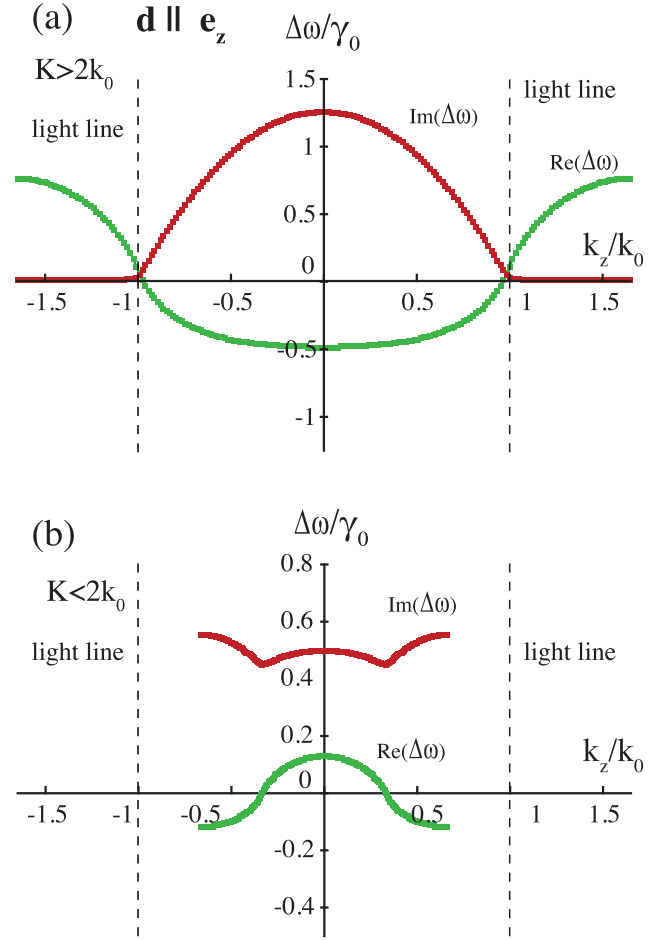 (a) d || e_z Δω/γ_0
K>2k_0
1.5
light line Im(Δω) light line
1
Re(Δω)
0.5
0 k_z/k_0
-1.5 -1 -0.5 0.5 1 1.5
-0.5
-1
(b) Δω/γ_0
0.8
K<2k_0
0.6 Im(Δω)
light line light line
0.4
0.2 Re(Δω)
0 k_z/k_0
-1.5 -1 -0.5 0.5 1 1.5
-0.2
-0.4